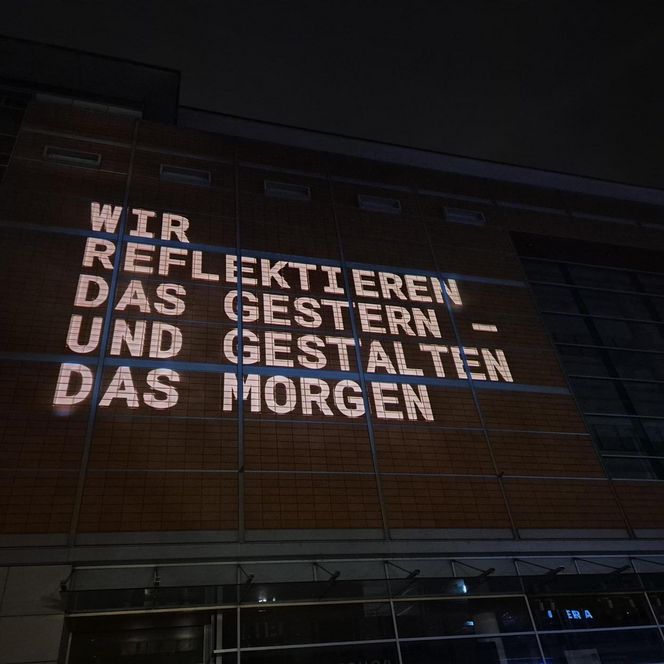 WIR
REFLEKTIEREN
DAS GESTERN –
UND GESTALTEN
DAS MORGEN